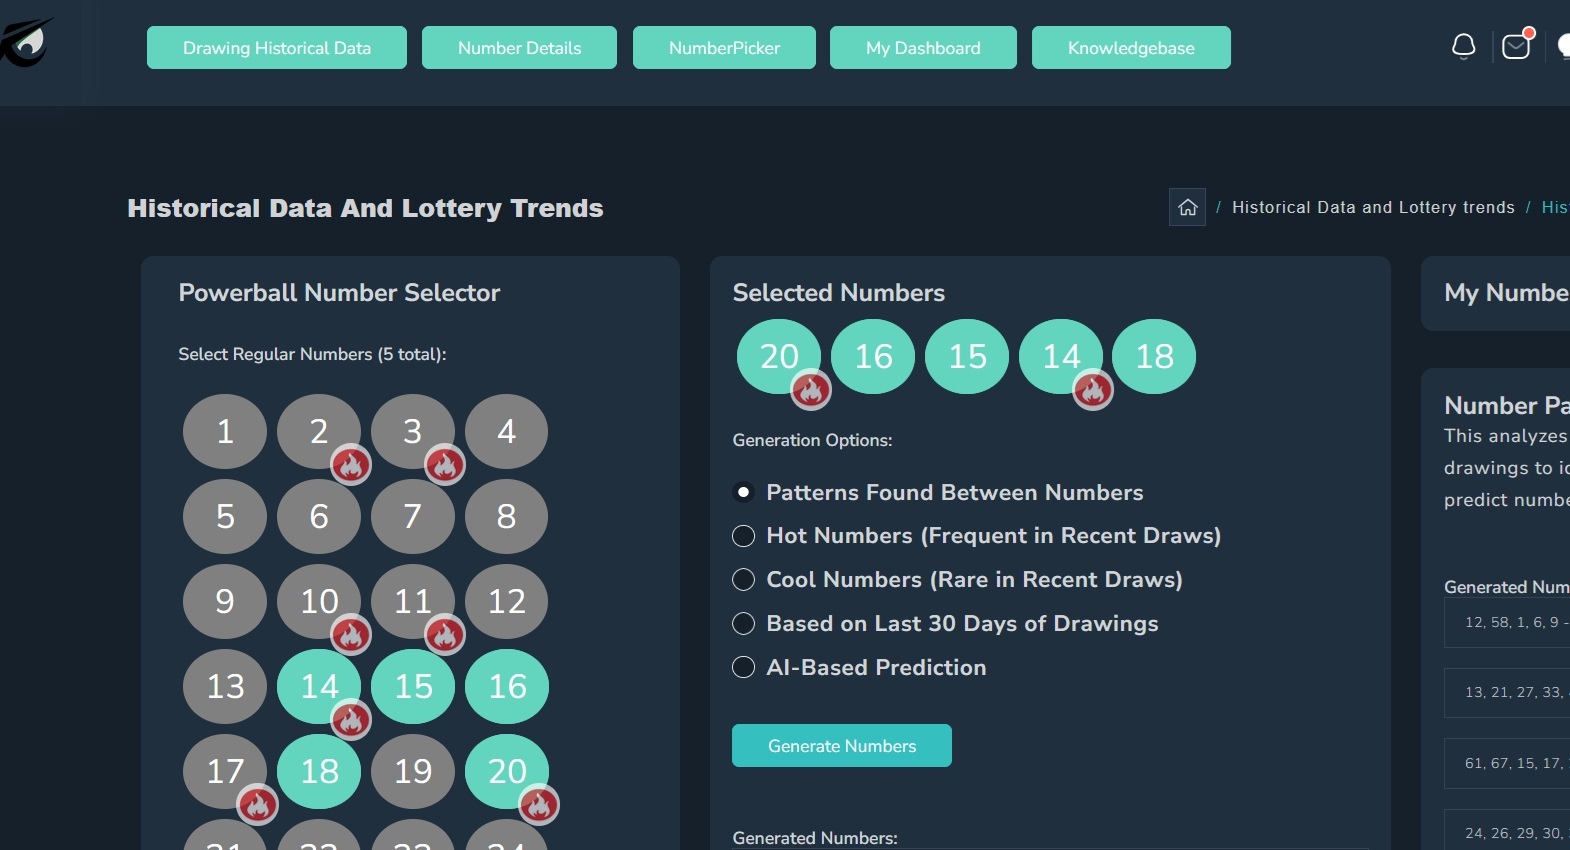 Drawing Historical Data
Number Details
NumberPicker
My Dashboard
Knowledgebase
Historical Data And Lottery Trends
/ Historical Data and Lottery trends /
Powerball Number Selector
Select Regular Numbers (5 total):
1 2 3 4
5 6 7 8
9 10 11 12
13 14 15 16
17 18 19 20
Selected Numbers
20 16 15 14 18
Generation Options:
Patterns Found Between Numbers
Hot Numbers (Frequent in Recent Draws)
Cool Numbers (Rare in Recent Draws)
Based on Last 30 Days of Drawings
AI-Based Prediction
Generate Numbers
Generated Numbers:
My Numbe
Number Pa
This analyzes
drawings to
predict numbe
Generated Num
12, 58, 1, 6, 9 -
13, 21, 27, 33,
61, 67, 15, 17,
24, 26, 29, 30,